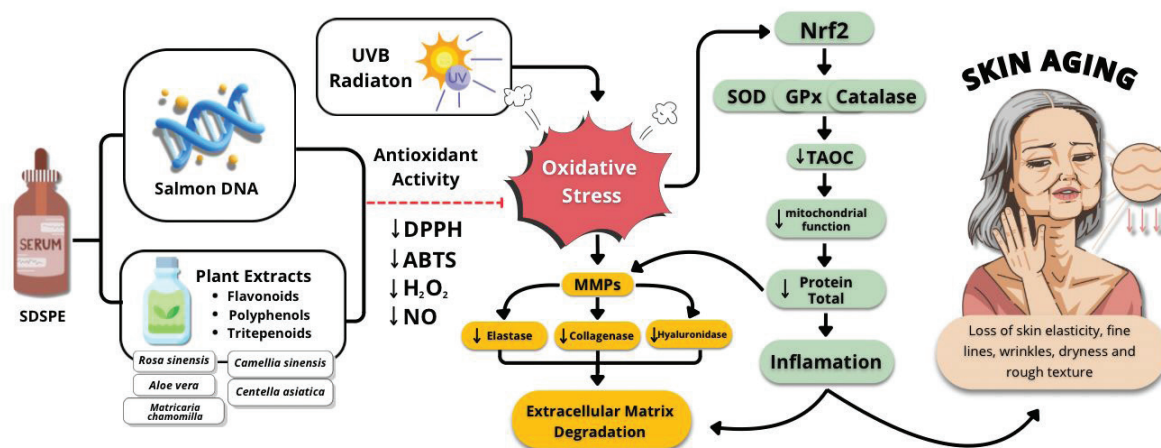 SERUM
SDSPE
Salmon DNA
Plant Extracts
• Flavonoids
• Polyphenols
• Tritepenoids
Rosa sinensis
Camellia sinensis
Aloe vera
Centella asiatica
Matricaria
chamomilla
UVB
Radiaton
UV
Antioxidant
Activity
↓DPPH
↓ABTS
↓H₂O₂
↓NO
Oxidative
Stress
MMPs
↓ Elastase
↓Collagenase
↓Hyaluronidase
Extracellular Matrix
Degradation
Nrf2
SOD GPx Catalase
↓TAOC
↓ mitochondrial
function
↓ Protein
Total
Inflamation
SKIN AGING
Loss of skin elasticity, fine
lines, wrinkles, dryness and
rough texture